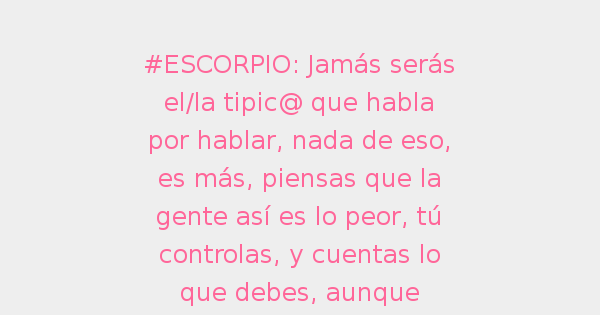 #ESCORPIO: Jamás serás
el/la tipic@ que habla
por hablar, nada de eso,
es más, piensas que la
gente así es lo peor, tú
controlas, y cuentas lo
que debes, aunque